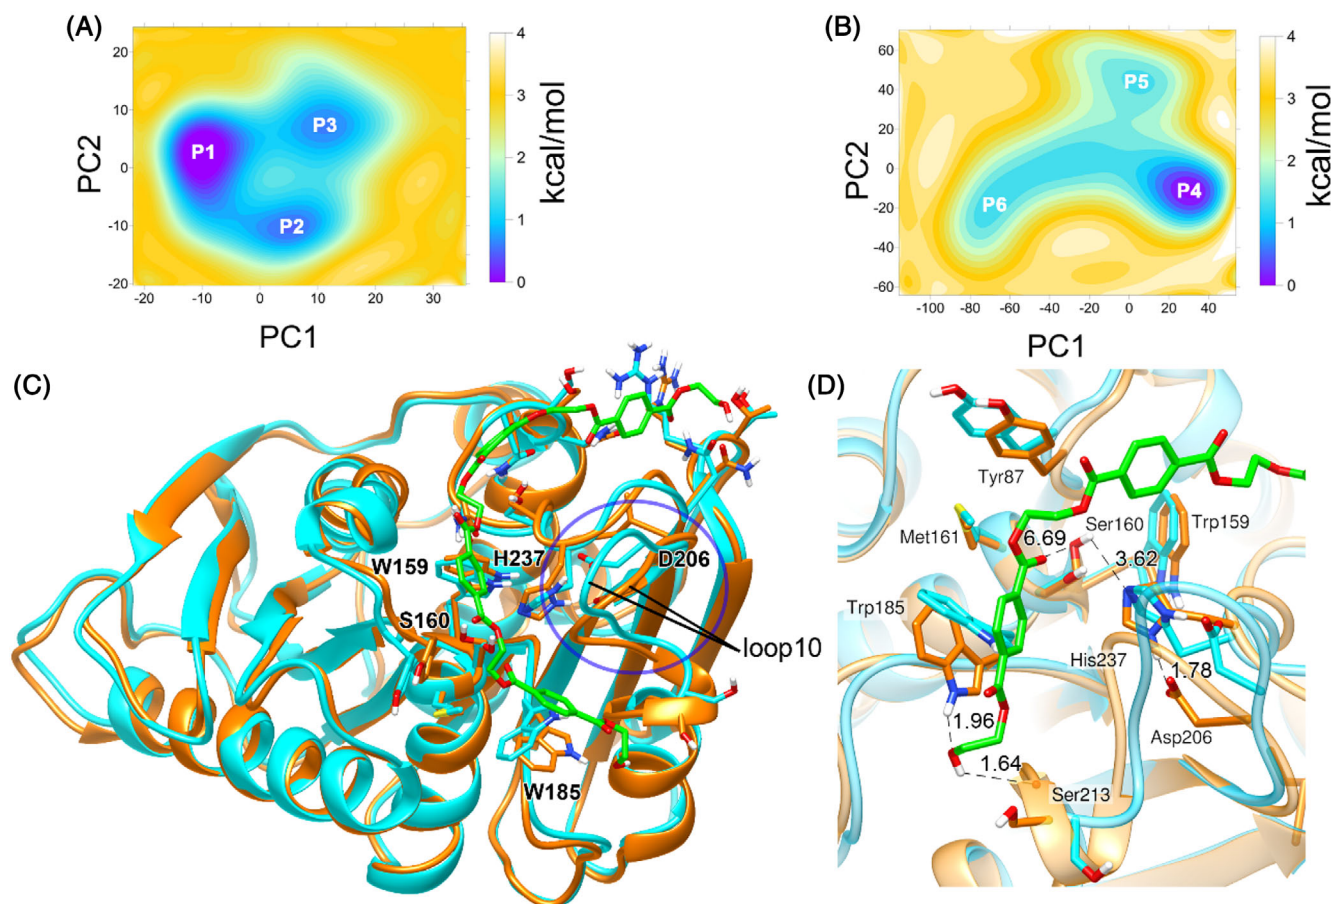 (A)
20
10
0
-10
-20
PC2
P1
P3
P2
-20
-10
0
10
20
30
PC1
4
3
2
1
0
kcal/mol
(B)
60
40
20
0
-20
-40
-60
PC2
P5
P6
P4
-100
-80
-60
-40
-20
0
20
40
PC1
4
3
2
1
0
kcal/mol
(C)
W159
H237
D206
S160
loop10
W185
(D)
Tyr87
Ser160
Trp159
Met161
6.69
3.62
Trp185
His237
1.78
1.96
Asp206
1.64
Ser213